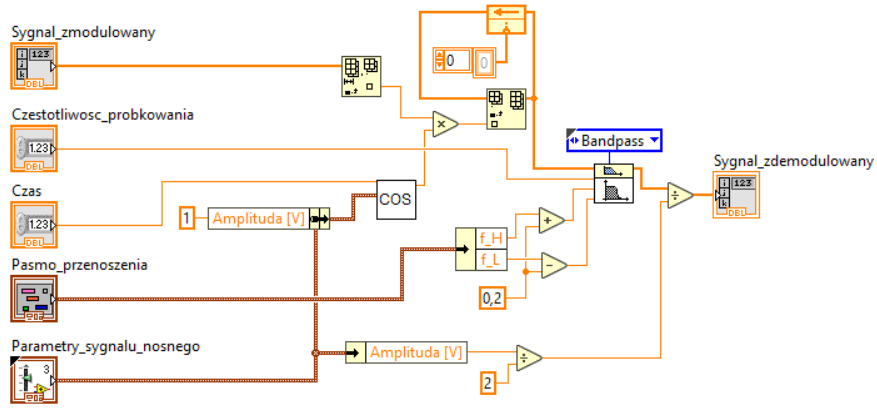 Sygnal_zmodulowany
i
j
k
123
DBL
0
0
Czestotliwosc_probkowania
1.23
DBL
Bandpass
Sygnal_zdemodulowany
i
j
k
123
DBL
Czas
1.23
DBL
COS
1
Amplituda [V]
f_H
f_L
Pasmo_przenoszenia
0,2
Parametry_sygnalu_nosnego
3
Amplituda [V]
2